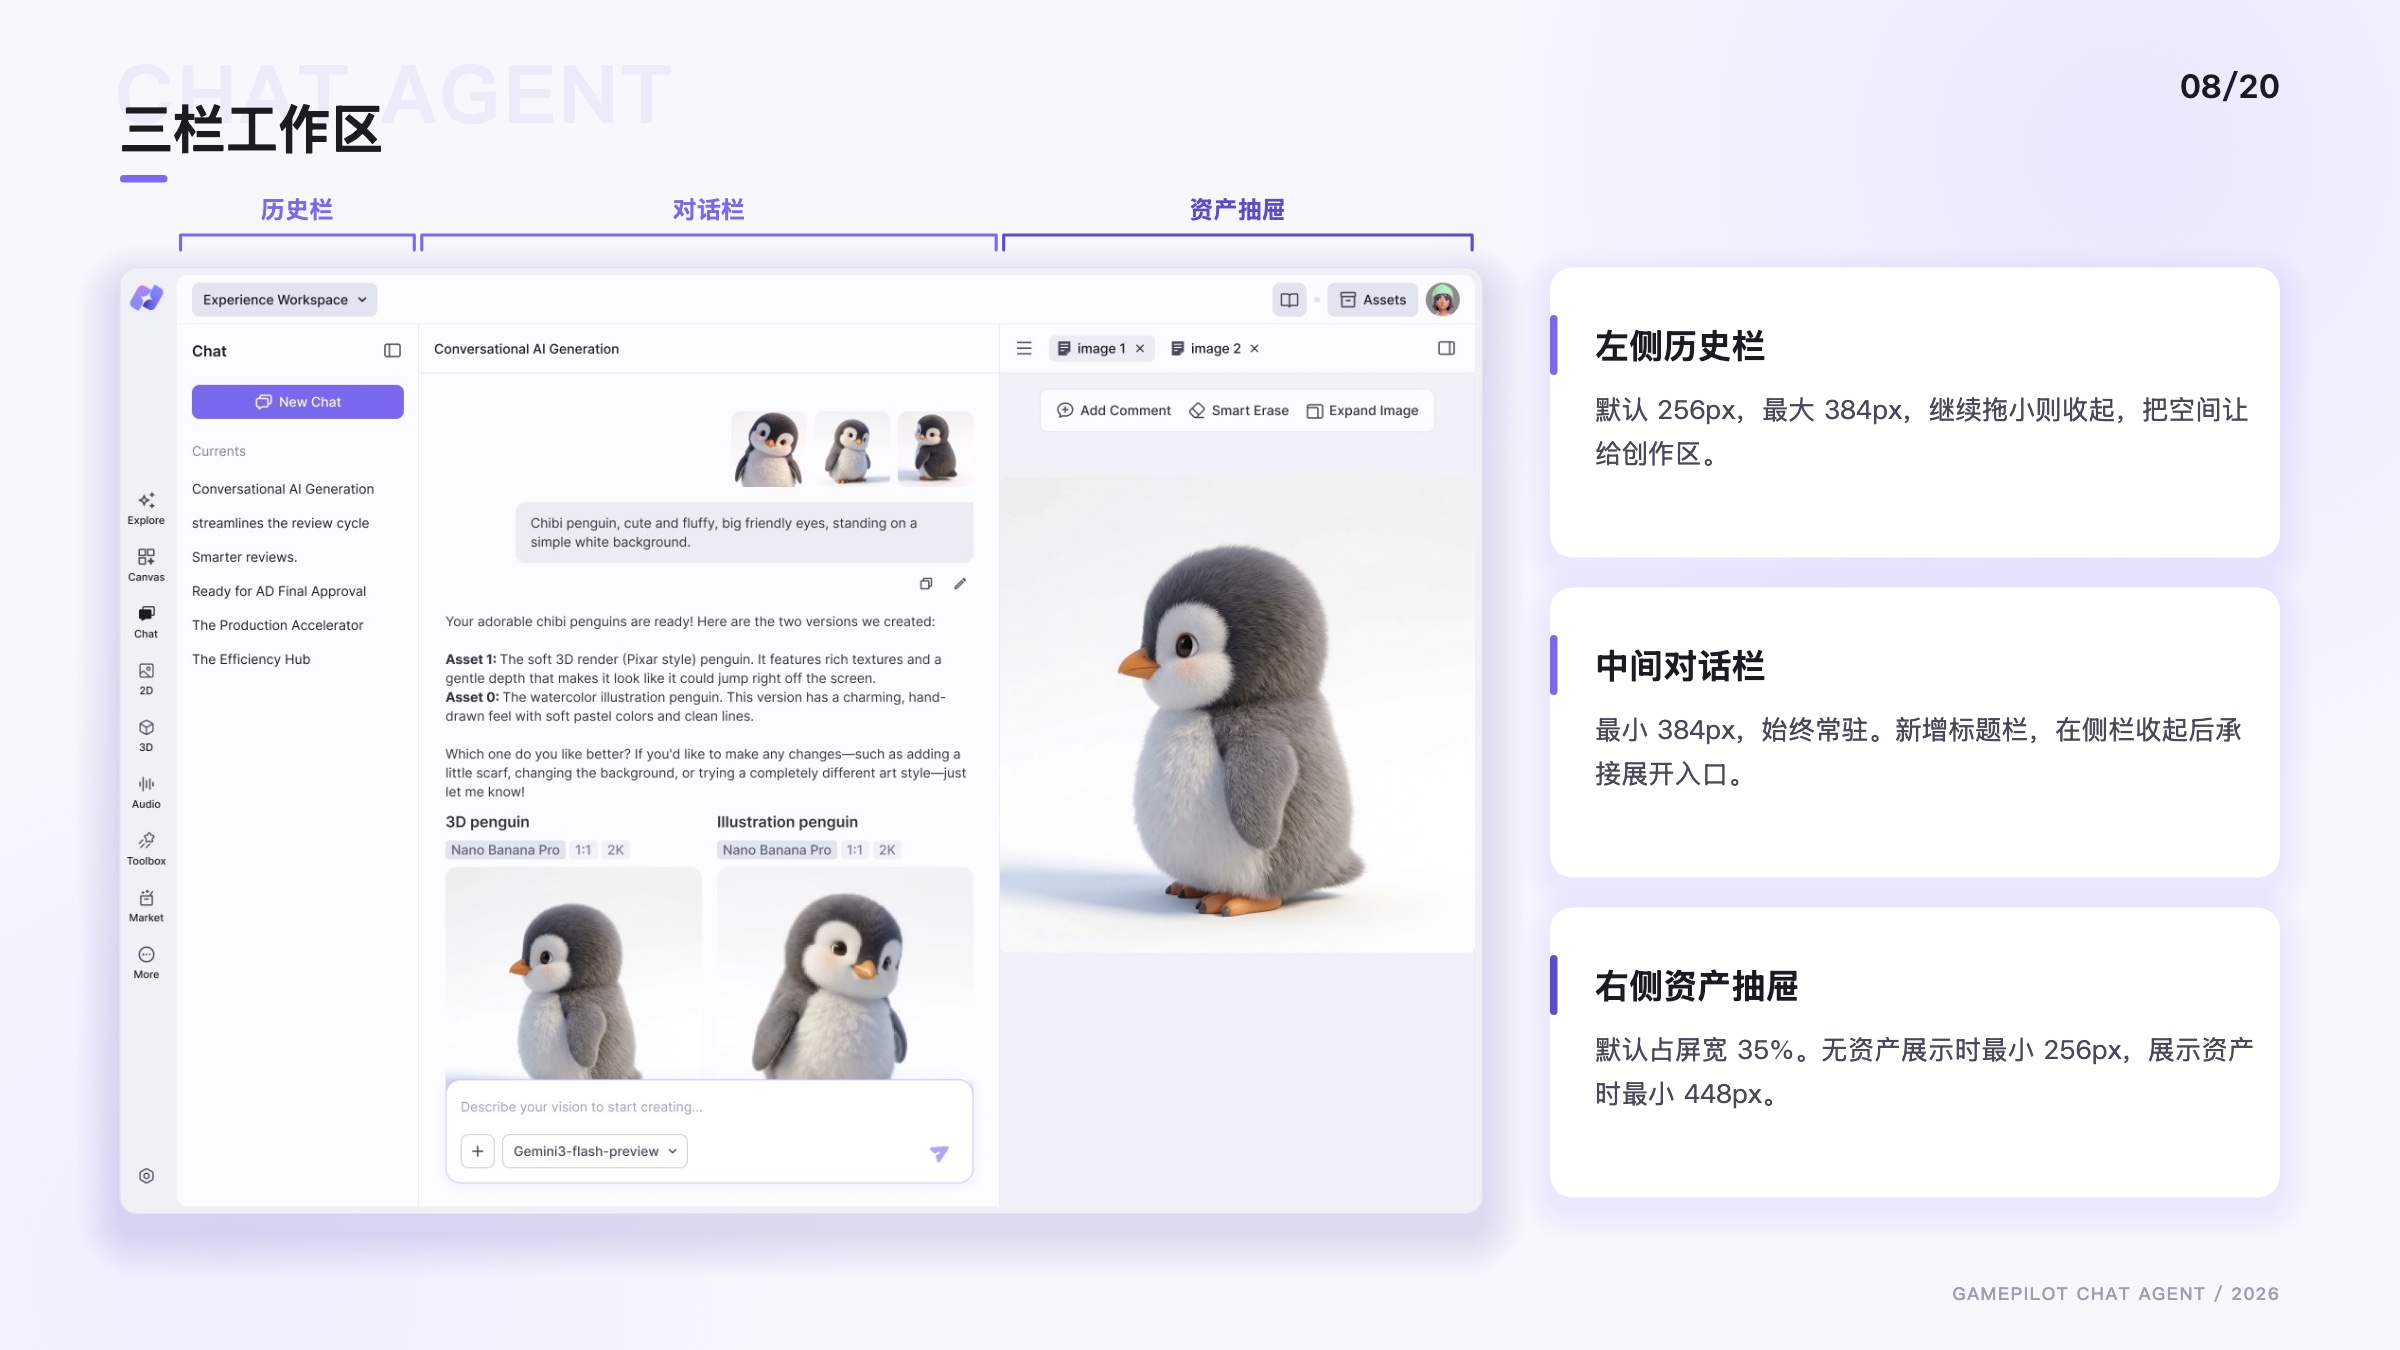 CHAT AGENT
三栏工作区
08/20
历史栏
对话栏
资产抽屉
Experience Workspace
Assets
Chat
New Chat
Currents
Conversational AI Generation
streamlines the review cycle
Smarter reviews.
Ready for AD Final Approval
The Production Accelerator
The Efficiency Hub
Explore
Canvas
Chat
2D
3D
Audio
Toolbox
Market
More
Conversational AI Generation
Chibi penguin, cute and fluffy, big friendly eyes, standing on a
simple white background.
Your adorable chibi penguins are ready! Here are the two versions we created:
Asset 1: The soft 3D render (Pixar style) penguin. It features rich textures and a
gentle depth that makes it look like it could jump right off the screen.
Asset 0: The watercolor illustration penguin. This version has a charming, hand-
drawn feel with soft pastel colors and clean lines.
Which one do you like better? If you'd like to make any changes—such as adding a
little scarf, changing the background, or trying a completely different art style—just
let me know!
3D penguin
Nano Banana Pro 1:1 2K
Illustration penguin
Nano Banana Pro 1:1 2K
Describe your vision to start creating...
Gemini3-flash-preview
image 1
image 2
Add Comment
Smart Erase
Expand Image
左侧历史栏
默认 256px，最大 384px，继续拖小则收起，把空间让
给创作区。
中间对话栏
最小 384px，始终常驻。新增标题栏，在侧栏收起后承
接展开入口。
右侧资产抽屉
默认占屏宽 35%。无资产展示时最小 256px，展示资产
时最小 448px。
GAMEPILOT CHAT AGENT / 2026